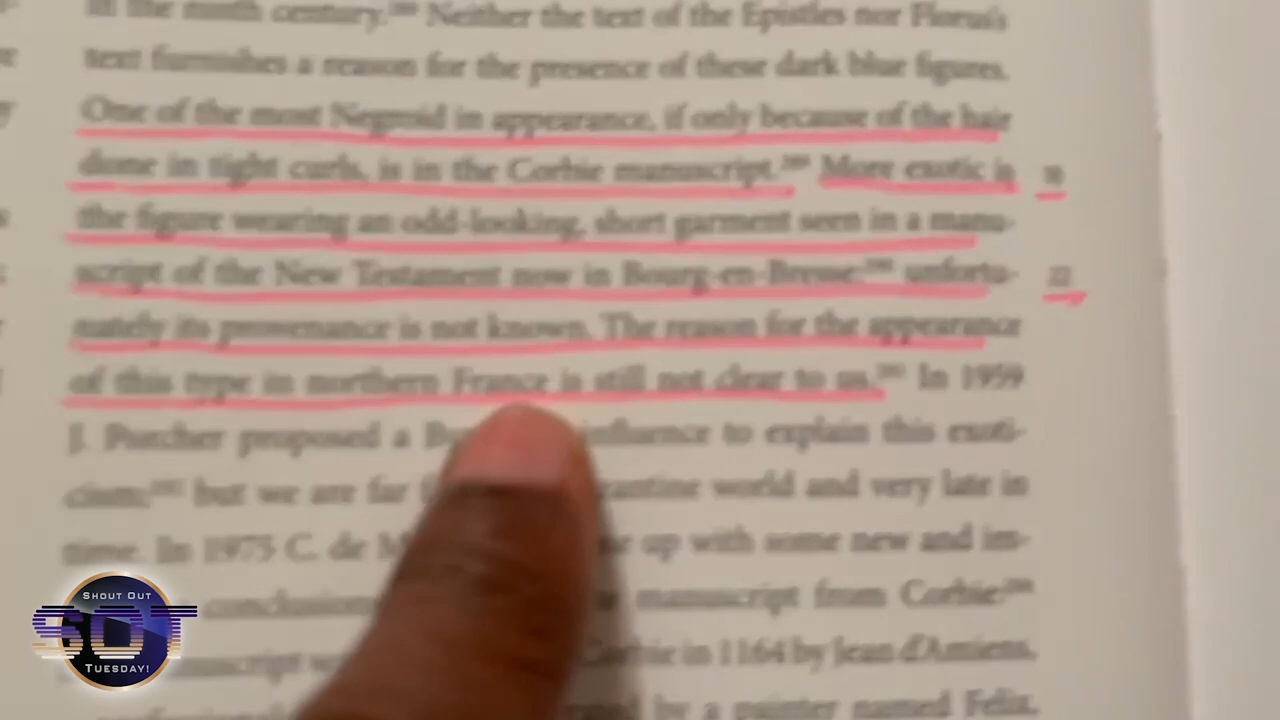 in the ninth century. Neither the text of the Epistles nor Florus's
text furnishes a reason for the presence of these dark blue figures.
One of the most Negroid in appearance, if only because of the hair
done in tight curls, is in the Corbie manuscript. More exotic is
the figure wearing an odd-looking, short garment seen in a manu-
script of the New Testament now in Bourg-en-Bresse: unfortu-
nately its provenance is not known. The reason for the appearance
of this type in northern France is still not clear to us. In 1959
J. Porcher proposed a influence to explain this exoti-
cism; but we are far world and very late in
time. In 1975 C. de up with some new and im-
manuscript from Corbie
in 1164 by Jean d'Amiens,
by a painter named Felix,
SHOUT OUT
SOT
TUESDAY!